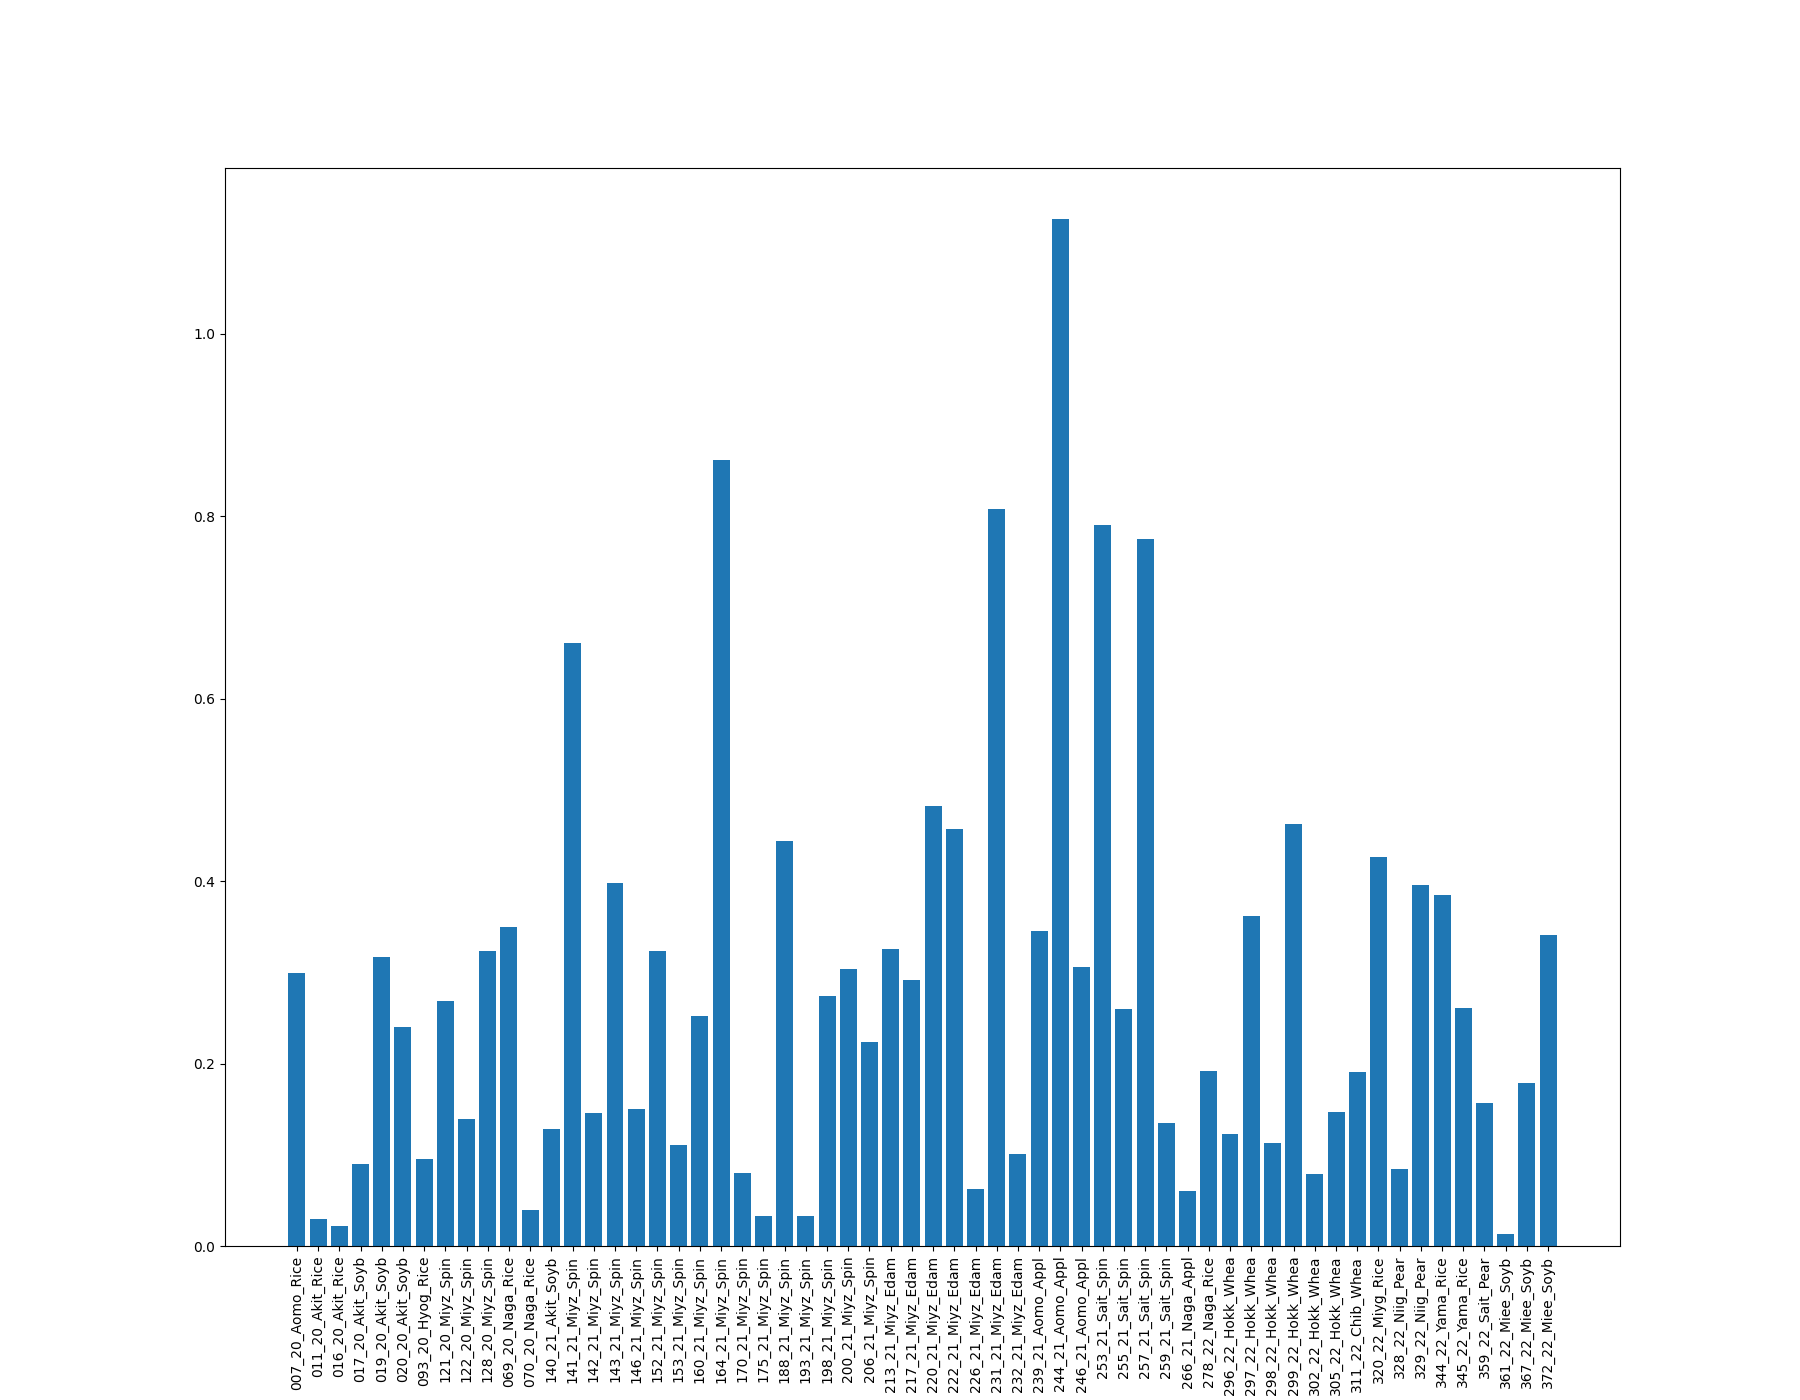 1.0
0.8
0.6
0.4
0.2
0.0
007_20_Aomo_Rice
011_20_Akit_Rice
016_20_Akit_Rice
017_20_Akit_Soyb
019_20_Akit_Soyb
020_20_Akit_Soyb
093_20_Hyog_Rice
121_20_Miyz_Spin
122_20_Miyz_Spin
128_20_Miyz_Spin
069_20_Naga_Rice
070_20_Naga_Rice
140_21_Akit_Soyb
141_21_Miyz_Spin
142_21_Miyz_Spin
143_21_Miyz_Spin
146_21_Miyz_Spin
152_21_Miyz_Spin
153_21_Miyz_Spin
160_21_Miyz_Spin
164_21_Miyz_Spin
170_21_Miyz_Spin
175_21_Miyz_Spin
188_21_Miyz_Spin
193_21_Miyz_Spin
198_21_Miyz_Spin
200_21_Miyz_Spin
206_21_Miyz_Spin
213_21_Miyz_Edam
217_21_Miyz_Edam
220_21_Miyz_Edam
222_21_Miyz_Edam
226_21_Miyz_Edam
231_21_Miyz_Edam
232_21_Miyz_Edam
239_21_Aomo_Appl
244_21_Aomo_Appl
246_21_Aomo_Appl
253_21_Sait_Spin
255_21_Sait_Spin
257_21_Sait_Spin
259_21_Sait_Spin
266_21_Naga_Appl
278_22_Naga_Rice
296_22_Hokk_Whea
297_22_Hokk_Whea
298_22_Hokk_Whea
299_22_Hokk_Whea
302_22_Hokk_Whea
305_22_Hokk_Whea
311_22_Chib_Whea
320_22_Miyg_Rice
328_22_Niig_Pear
329_22_Niig_Pear
344_22_Yama_Rice
345_22_Yama_Rice
359_22_Sait_Pear
361_22_Miee_Soyb
367_22_Miee_Soyb
372_22_Miee_Soyb